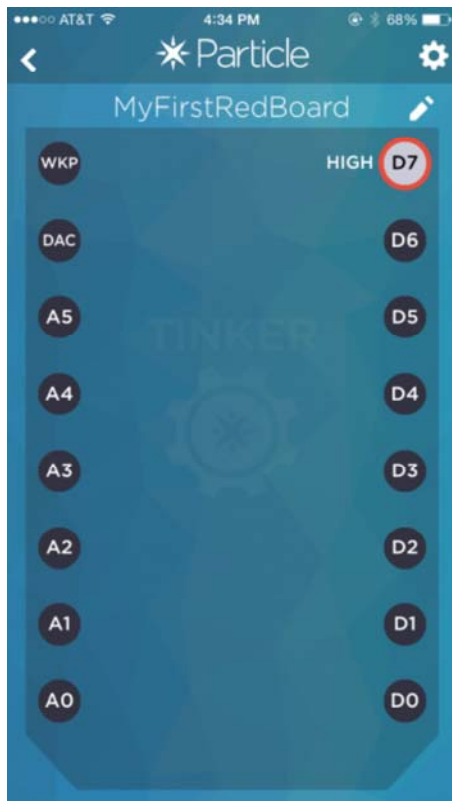 AT&T 4:34 PM 68%
Particle
MyFirstRedBoard
WKP HIGH D7
DAC D6
A5 D5
TINKER
A4 D4
A3 D3
A2 D2
A1 D1
A0 D0